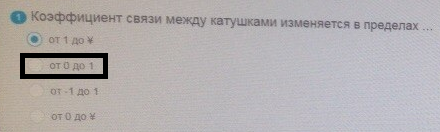 1 Коэффициент связи между катушками изменяется в пределах ...
от 1 до ¥
от 0 до 1
от -1 до 1
от 0 до ¥